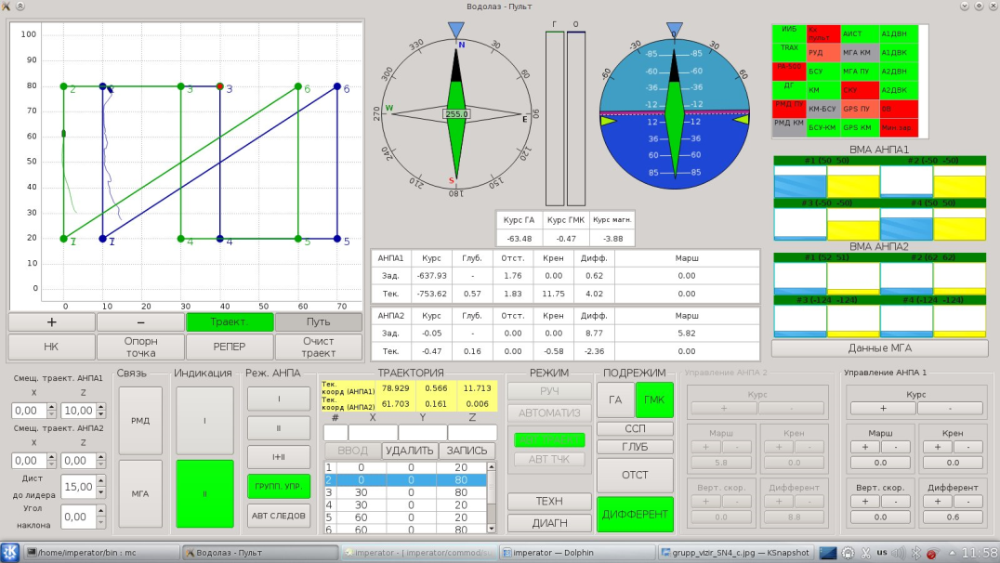 Водолаз - Пульт
100
90
80
70
60
50
40
30
20
10
0
0 10 20 30 40 50 60 70
2 3 3 6 6
1 4 4 5 5
+ − Траект. Путь
НК Опорн точка РЕПЕР Очист траект
330 N 30
300 60
270 W 255.0 E 90
240 120
210 S 150
180
Г О
-30 0 30
-60 60
-85 -85
-60 -60
-36 -36
-12 -12
12 12
36 36
60 60
85 85
Курс ГА Курс ГМК Курс магн.
-63.48 -0.47 -3.88
АНПА1 Курс Глуб. Отст. Крен Дифф. Марш
Зад. -637.93 - 1.76 0.00 0.62 0.00
Тек. -753.62 0.57 1.83 11.75 4.02 0.00
АНПА2 Курс Глуб. Отст. Крен Дифф. Марш
Зад. -0.05 - 0.00 0.00 8.77 5.82
Тек. -0.47 0.16 0.00 -0.58 -2.36 0.00
ИИБ пульт АИСТ А1ДВН
TRAX РУД МГА КМ А1ДВК
БСУ МГА ПУ А2ДВН
ДГ КМ СКУ А2ДВК
РМД ПУ КМ-БСУ GPS ПУ
РМД КМ БСУ-КМ GPS КМ
ВМА АНПА1
#1 (50 50) #2 (-50 -50)
#3 (-50 -50) #4 (50 50)
ВМА АНПА2
#1 (52 51) #2 (62 62)
#3 (-124 -124) #4 (-124 -124)
Данные МГА
Смещ. траект. АНПА1
X Z
0,00 10,00
Смещ. траект. АНПА2
X Z
0,00 0,00
Дист до лидера 15,00
Угол наклона 0,00
Связь
РМД
МГА
Индикация
I
II
Реж. АНПА
I
II
I+II
ГРУПП. УПР.
АВТ СЛЕДОВ
ТРАЕКТОРИЯ
Тек. коорд (АНПА1) 78.929 0.566 11.713
Тек. коорд (АНПА2) 61.703 0.161 0.006
# X Y Z
ВВОД УДАЛИТЬ ЗАПИСЬ
1 0 0 20
2 0 0 80
3 30 0 80
4 30 0 20
5 60 0 20
6 60 0 80
РЕЖИМ
РУЧ
АВТОМАТИЗ
АВТ ТЧК
ТЕХН
ДИАГН
ПОДРЕЖИМ
ГА ГМК
ССП
ГЛУБ
ОТСТ
ДИФФЕРЕНТ
Управление АНПА 2
Курс
+ -
Марш Крен
+ - + -
5.8 0.0
Верт. скор. Дифферент
+ - + -
0.0 8.8
Управление АНПА 1
Курс
+ -
Марш Крен
+ - + -
0.0 0.0
Верт. скор. Дифферент
+ - + -
0.0 0.6
/home/imperator/bin : mc
Водолаз - Пульт
imperator – [ imperator/commod/su
imperator — Dolphin
grupp_vizir_SN4_c.jpg — KSnapshot
us
11:58